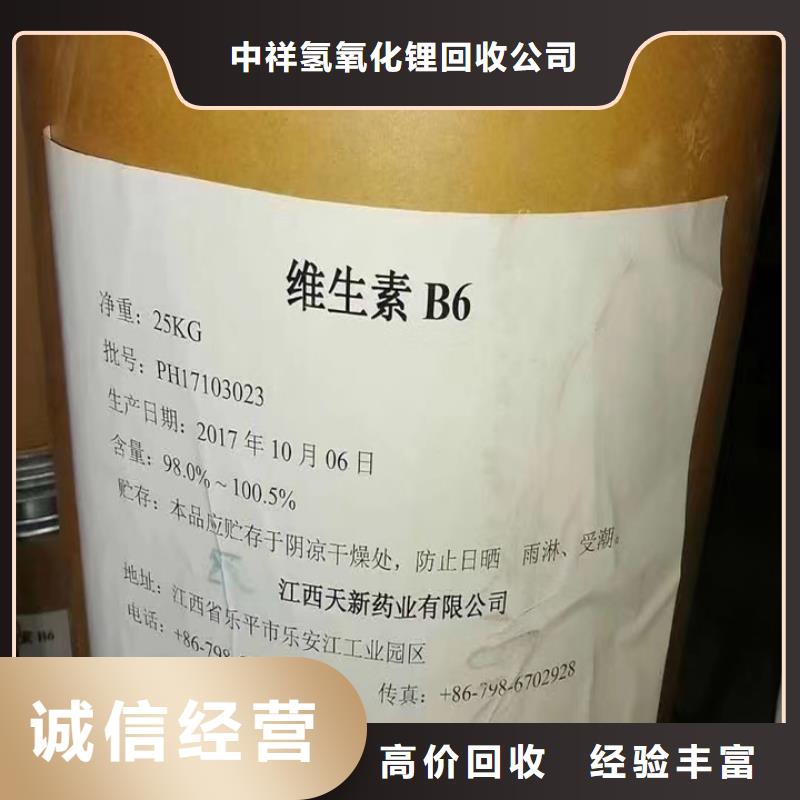 中祥氢氧化锂回收公司
维生素 B6
净重：25KG
批号：PH17103023
生产日期：2017 年 10 月 06 日
含量：98.0%~100.5%
贮存：本品应贮存于阴凉干燥处，防止日晒 雨淋、受潮。
江西天新药业有限公司
地址：江西省乐平市乐安江工业园区
电话：+86-798-
传真：+86-798-6702928
素 B6
诚信经营
高价回收 经验丰富